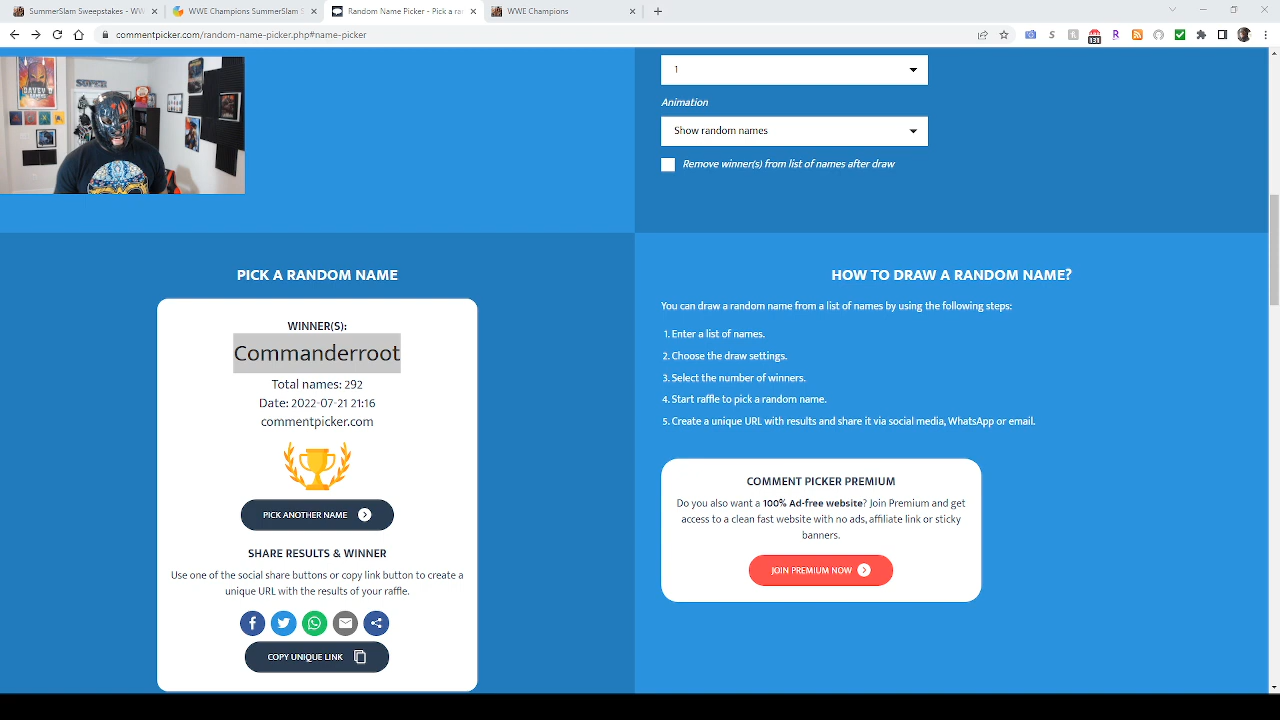 SummerSlam Sweepstakes - WW
WWE Champions SummerSlam S
Random Name Picker - Pick a ra
WWE Champions
commentpicker.com/random-name-picker.php#name-picker
131
SUPER
DAVEY D
1
Animation
Show random names
Remove winner(s) from list of names after draw
PICK A RANDOM NAME
WINNER(S):
Commanderroot
Total names: 292
Date: 2022-07-21 21:16
commentpicker.com
PICK ANOTHER NAME
SHARE RESULTS & WINNER
Use one of the social share buttons or copy link button to create a
unique URL with the results of your raffle.
COPY UNIQUE LINK
HOW TO DRAW A RANDOM NAME?
You can draw a random name from a list of names by using the following steps:
1. Enter a list of names.
2. Choose the draw settings.
3. Select the number of winners.
4. Start raffle to pick a random name.
5. Create a unique URL with results and share it via social media, WhatsApp or email.
COMMENT PICKER PREMIUM
Do you also want a 100% Ad-free website? Join Premium and get
access to a clean fast website with no ads, affiliate link or sticky
banners.
JOIN PREMIUM NOW